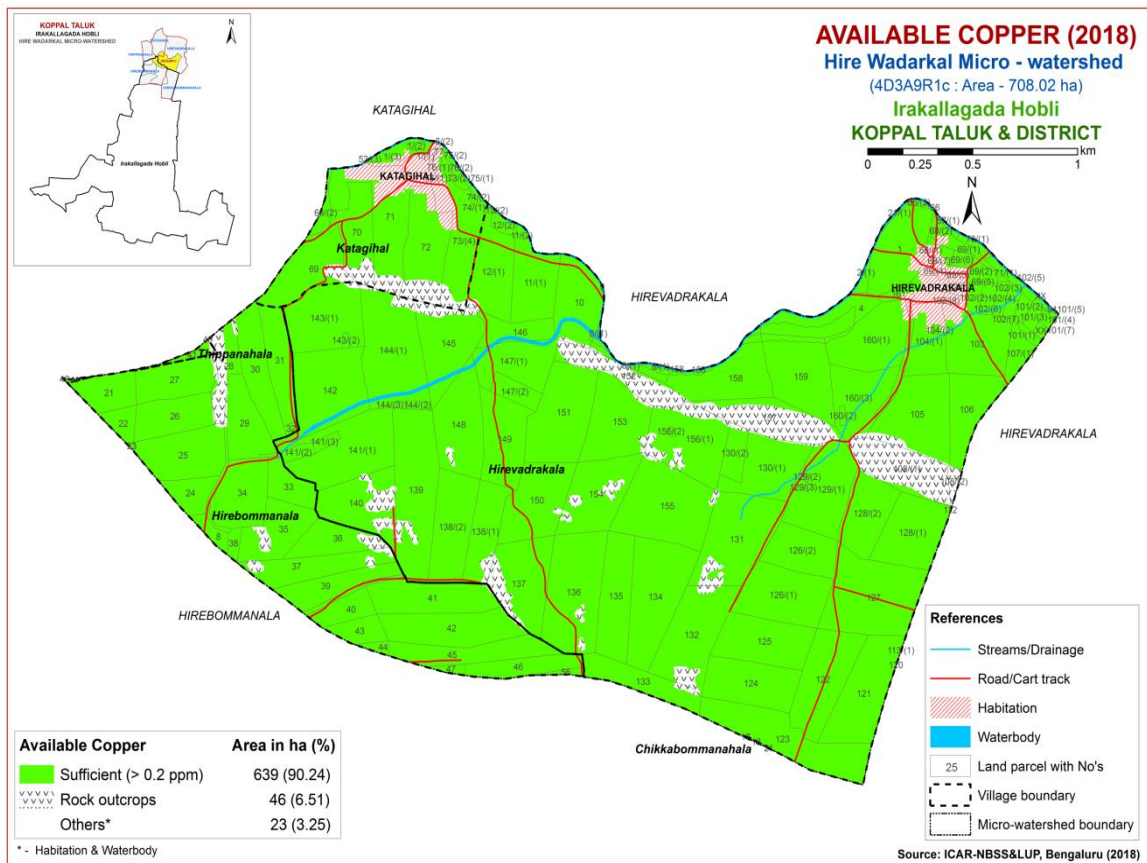 KOPPAL TALUK
IRAKALLAGADA HOBLI
HIRE WADARKAL MICRO-WATERSHED
N
Irakallagada Hobli
AVAILABLE COPPER (2018)
Hire Wadarkal Micro - watershed
(4D3A9R1c : Area - 708.02 ha)
Irakallagada Hobli
KOPPAL TALUK & DISTRICT
km
0 0.25 0.5 1
N
KATAGIHAL
KATAGIHAL
71
70
72
73/(4)
Katagihal
69
12/(1)
11/(1)
10
HIREVADRAKALA
1
HIREVADRAKALA
4
160/(1)
103
107/(1)
143/(1)
143/(2)
144/(1)
145
146
147/(1)
147/(2)
Thippanahala
28
30
31
27
21
26
29
22
25
142
144/(3)
144/(2)
148
149
151
153
158
159
160/(3)
160/(2)
105
106
HIREVADRAKALA
141/(3)
141/(2)
141/(1)
156/(2)
156/(1)
130/(2)
130/(1)
Hirevadrakala
24
34
33
139
140
150
154
155
129/(2)
129/(3)
129/(1)
128/(2)
128/(1)
Hirebommanala
8
38
35
36
37
138/(2)
138/(1)
131
126/(2)
126/(1)
127
39
40
41
137
136
135
134
132
125
HIREBOMMANALA
43
42
44
45
46
47
56
133
124
122
121
120
123
Chikkabommanahala
References
Streams/Drainage
Road/Cart track
Habitation
Waterbody
25 Land parcel with No's
Village boundary
Micro-watershed boundary
Available Copper Area in ha (%)
Sufficient (> 0.2 ppm) 639 (90.24)
Rock outcrops 46 (6.51)
Others* 23 (3.25)
* - Habitation & Waterbody
Source: ICAR-NBSS&LUP, Bengaluru (2018)